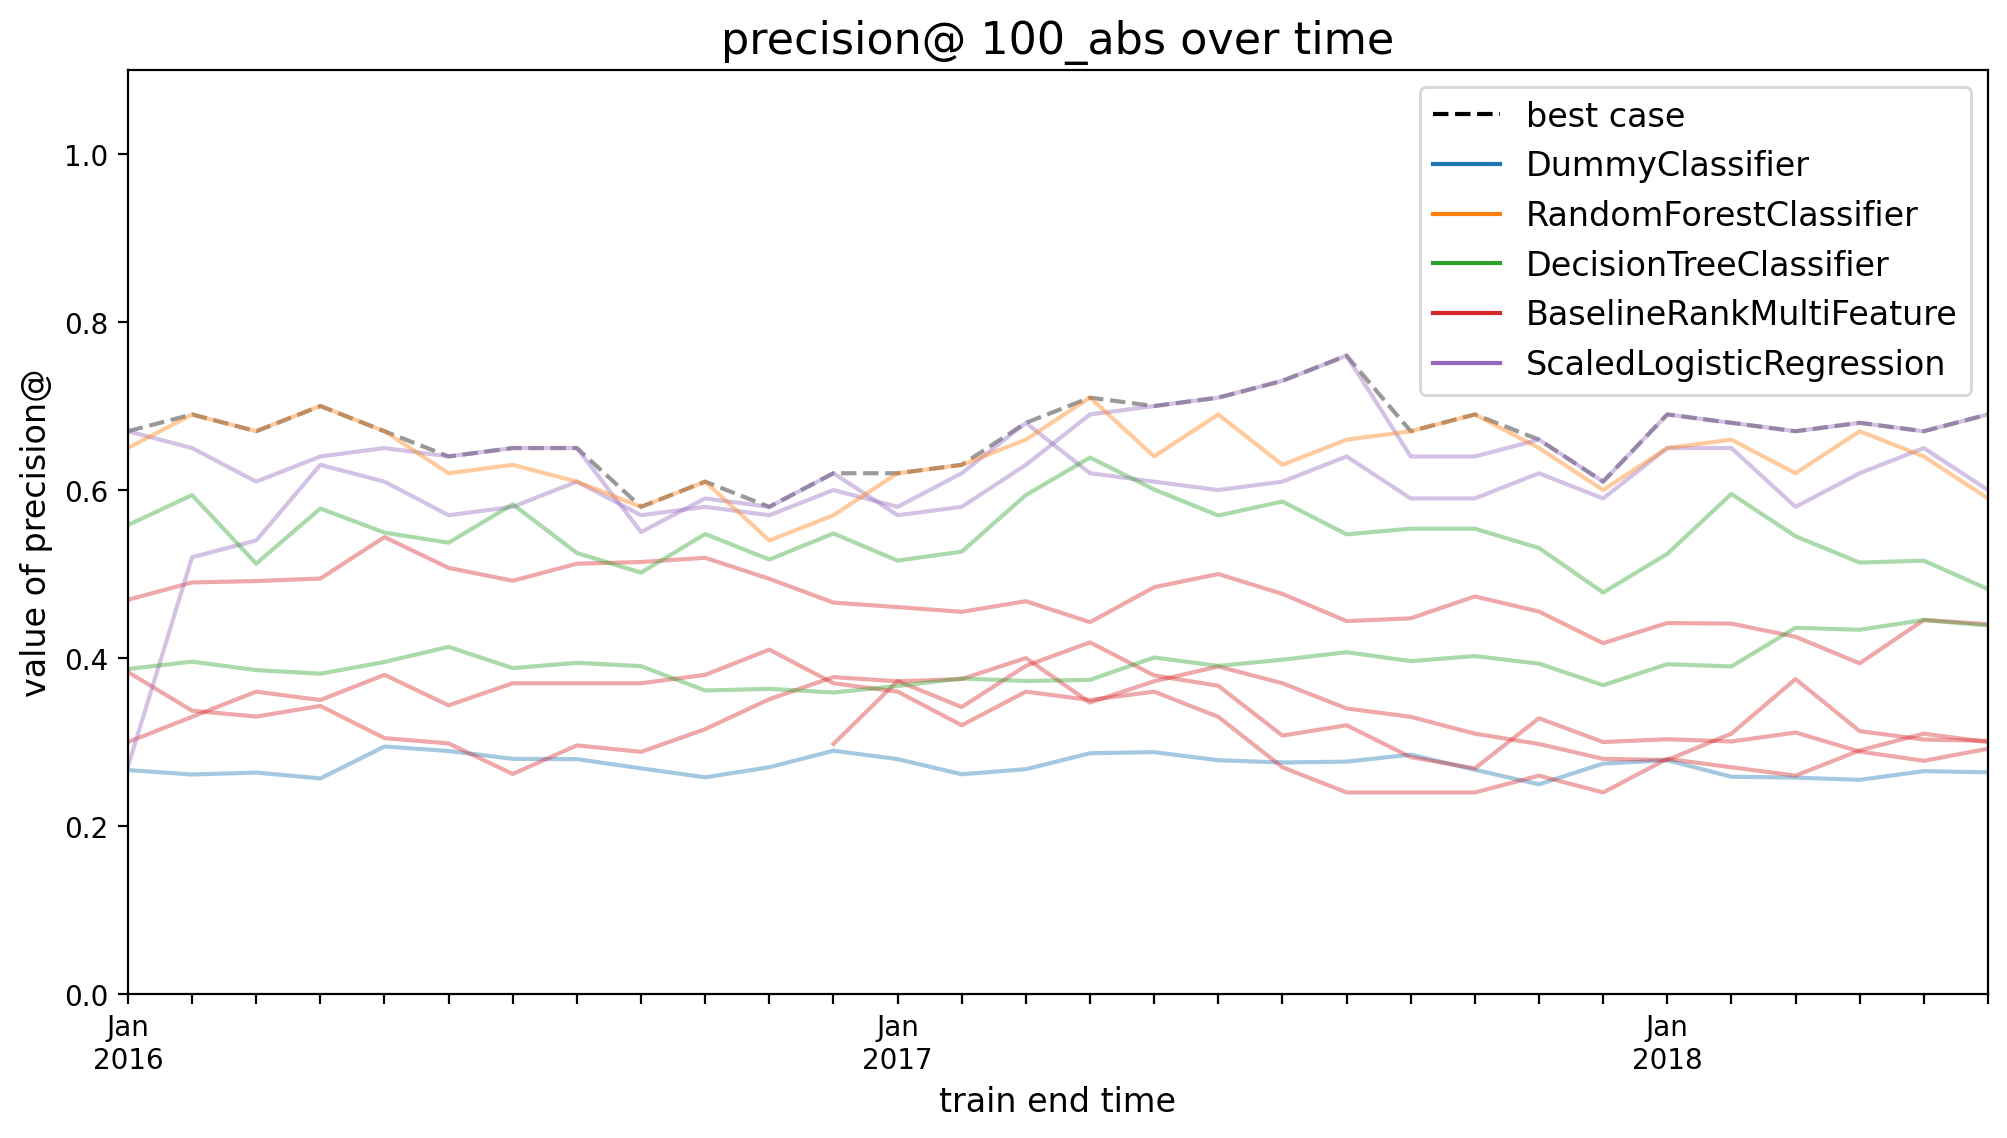 precision@ 100_abs over time
best case
DummyClassifier
RandomForestClassifier
DecisionTreeClassifier
BaselineRankMultiFeature
ScaledLogisticRegression
value of precision@
1.0
0.8
0.6
0.4
0.2
0.0
Jan
2016
Jan
2017
Jan
2018
train end time